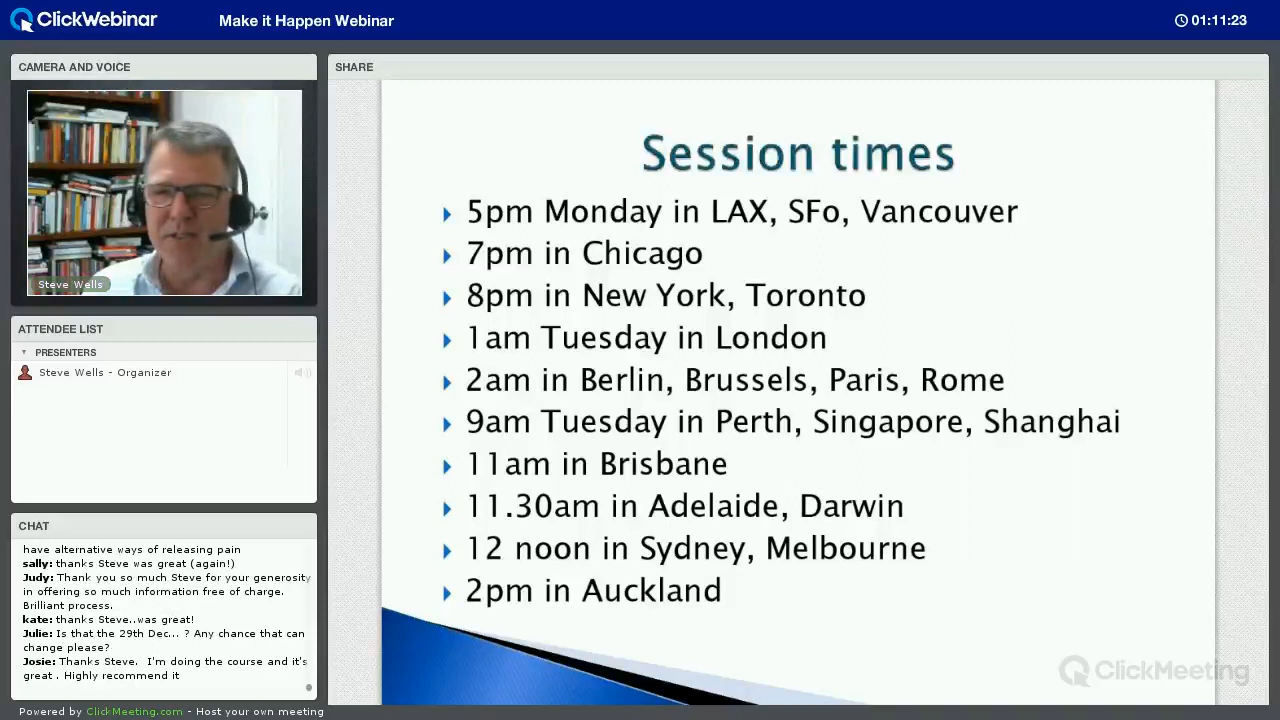 ClickWebinar
Make it Happen Webinar
01:11:23
CAMERA AND VOICE
Steve Wells
ATTENDEE LIST
PRESENTERS
Steve Wells - Organizer
CHAT
have alternative ways of releasing pain
sally: thanks Steve was great (again!)
Judy: Thank you so much Steve for your generosity
in offering so much information free of charge.
Brilliant process.
kate: thanks Steve..was great!
Julie: Is that the 29th Dec... ? Any chance that can
change please?
Josie: Thanks Steve. I'm doing the course and it's
great . Highly recommend it
SHARE
Session times
5pm Monday in LAX, SFo, Vancouver
7pm in Chicago
8pm in New York, Toronto
1am Tuesday in London
2am in Berlin, Brussels, Paris, Rome
9am Tuesday in Perth, Singapore, Shanghai
11am in Brisbane
11.30am in Adelaide, Darwin
12 noon in Sydney, Melbourne
2pm in Auckland
ClickMeeting
Powered by ClickMeeting.com - Host your own meeting